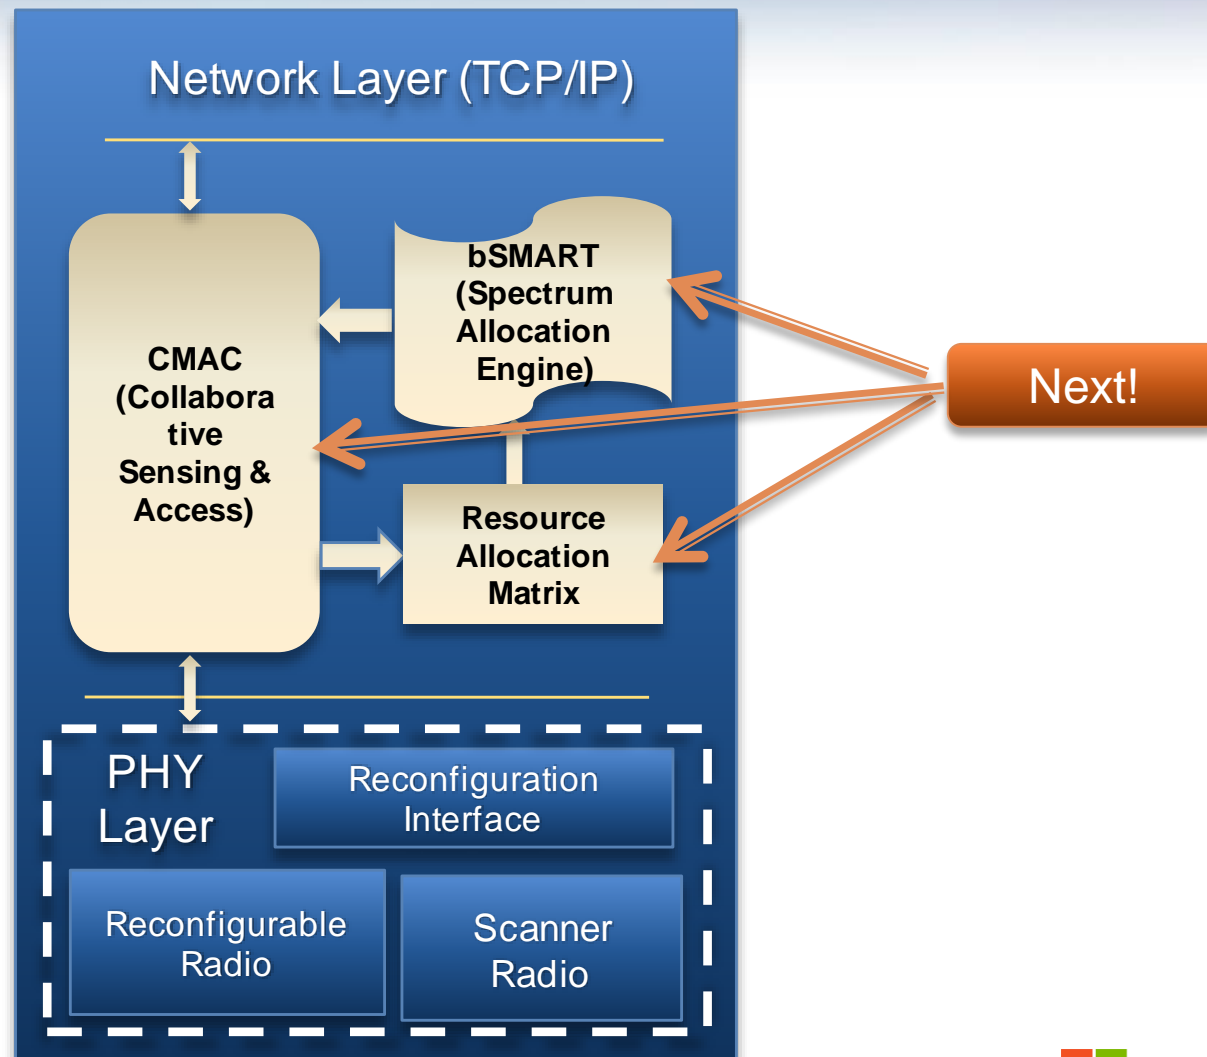 Network Layer (TCP/IP)
bSMART
(Spectrum
Allocation
Engine)
CMAC
(Collabora
tive
Sensing &
Access)
Next!
Resource
Allocation
Matrix
PHY
Layer
Reconfiguration
Interface
Reconfigurable
Radio
Scanner
Radio